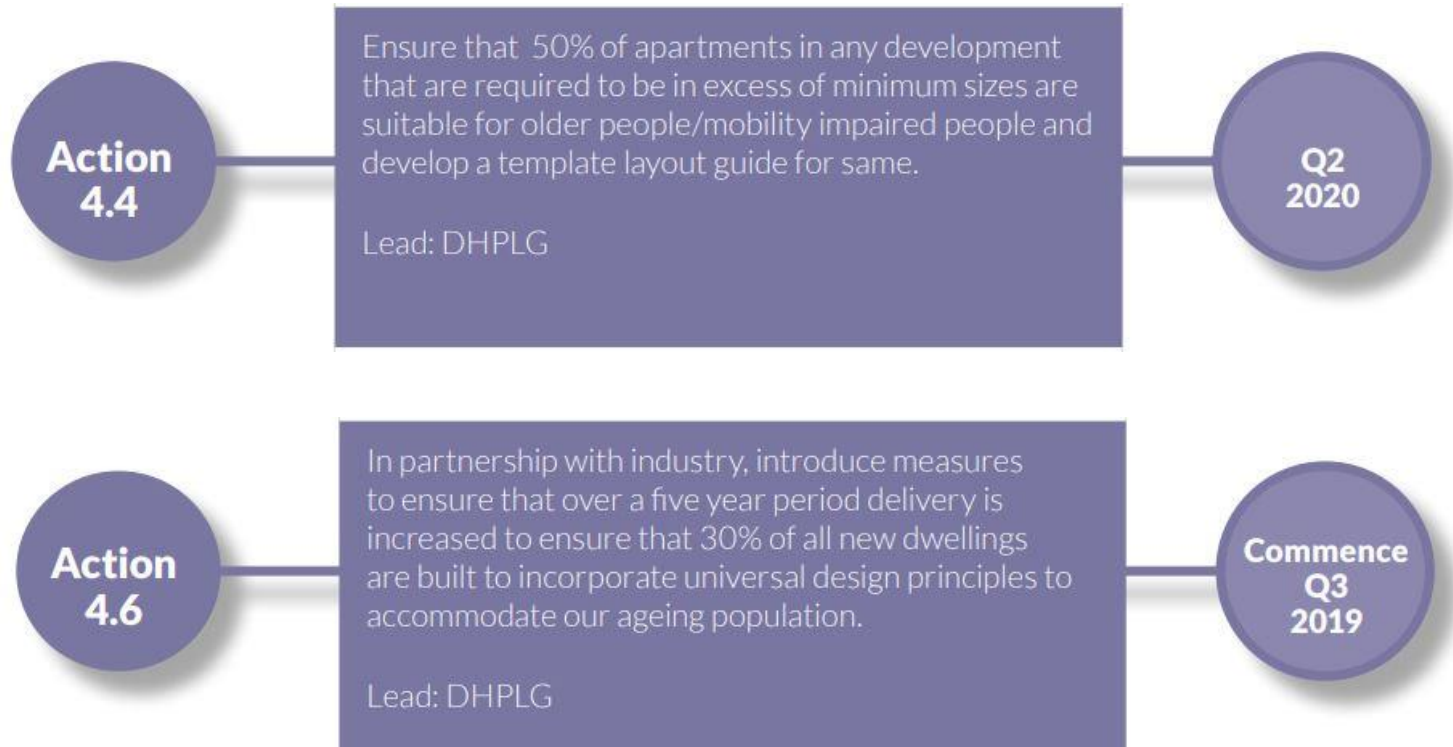 Action
4.4
Ensure that 50% of apartments in any development
that are required to be in excess of minimum sizes are
suitable for older people/mobility impaired people and
develop a template layout guide for same.
Lead: DHPLG
Q2
2020
Action
4.6
In partnership with industry, introduce measures
to ensure that over a five year period delivery is
increased to ensure that 30% of all new dwellings
are built to incorporate universal design principles to
accommodate our ageing population.
Lead: DHPLG
Commence
Q3
2019